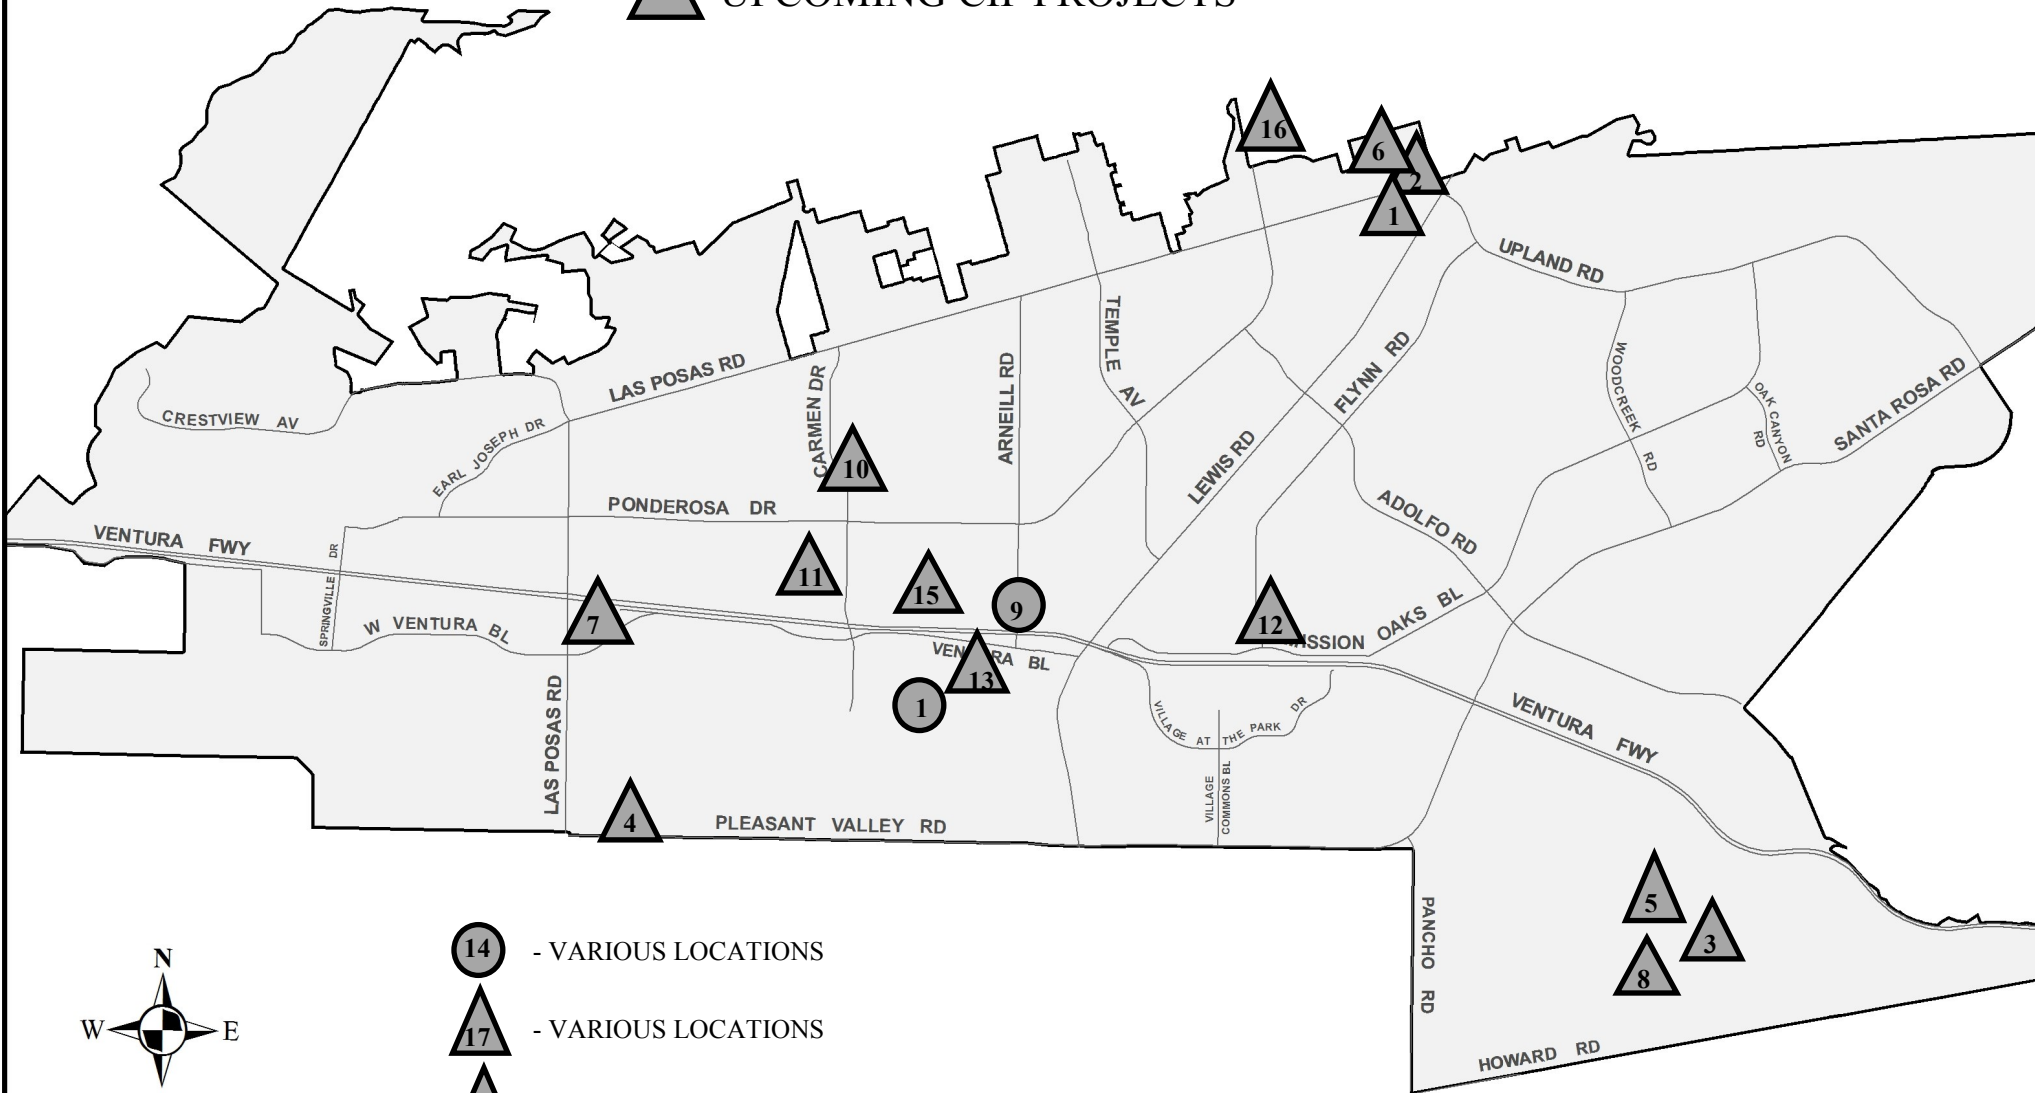 UPCOMING CIP PROJECTS
16
6
2
1
UPLAND RD
TEMPLE AV
LAS POSAS RD
CARMEN DR
ARNEILL RD
FLYNN RD
WOODCREEK RD
OAK CANYON RD
SANTA ROSA RD
CRESTVIEW AV
EARL JOSEPH DR
10
LEWIS RD
PONDEROSA DR
ADOLFO RD
VENTURA FWY
SPRINGVILLE DR
11
15
9
7
W VENTURA BL
12
MISSION OAKS BL
VENTURA BL
13
1
LAS POSAS RD
VILLAGE AT THE PARK DR
VENTURA FWY
VILLAGE COMMONS BL
4
PLEASANT VALLEY RD
5
3
8
PANCHO RD
HOWARD RD
14 - VARIOUS LOCATIONS
17 - VARIOUS LOCATIONS
N
W E